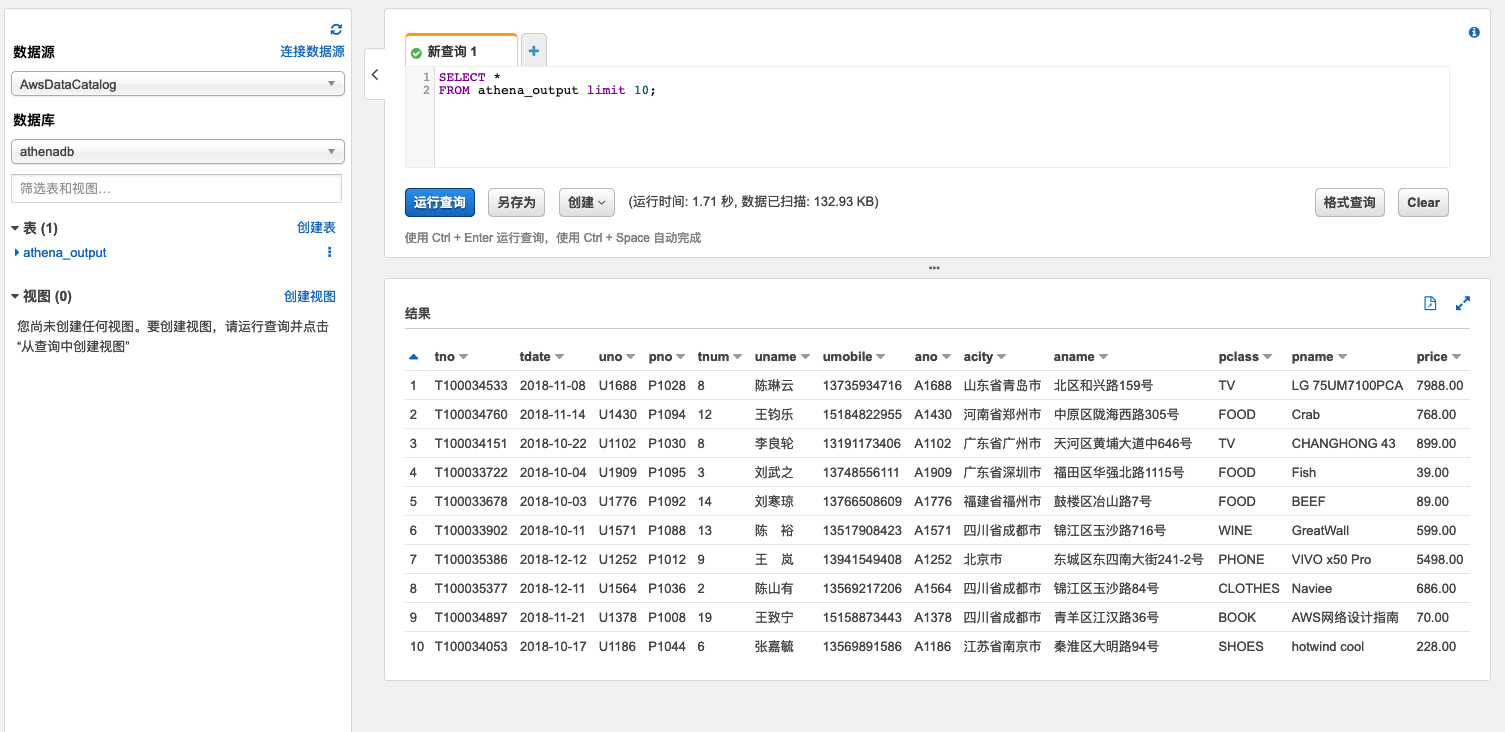 数据源
连接数据源
AwsDataCatalog
数据库
athenadb
筛选表和视图...
表 (1)
创建表
athena_output
视图 (0)
创建视图
您尚未创建任何视图。要创建视图，请运行查询并点击
“从查询中创建视图”
新查询 1
1 SELECT *
2 FROM athena_output limit 10;
运行查询 另存为 创建 (运行时间: 1.71 秒, 数据已扫描: 132.93 KB) 格式查询 Clear
使用 Ctrl + Enter 运行查询，使用 Ctrl + Space 自动完成
结果
tno tdate uno pno tnum uname umobile ano acity aname pclass pname price
1 T100034533 2018-11-08 U1688 P1028 8 陈琳云 13735934716 A1688 山东省青岛市 北区和兴路159号 TV LG 75UM7100PCA 7988.00
2 T100034760 2018-11-14 U1430 P1094 12 王钧乐 15184822955 A1430 河南省郑州市 中原区陇海西路305号 FOOD Crab 768.00
3 T100034151 2018-10-22 U1102 P1030 8 李良轮 13191173406 A1102 广东省广州市 天河区黄埔大道中646号 TV CHANGHONG 43 899.00
4 T100033722 2018-10-04 U1909 P1095 3 刘武之 13748556111 A1909 广东省深圳市 福田区华强北路1115号 FOOD Fish 39.00
5 T100033678 2018-10-03 U1776 P1092 14 刘寒琼 13766508609 A1776 福建省福州市 鼓楼区冶山路7号 FOOD BEEF 89.00
6 T100033902 2018-10-11 U1571 P1088 13 陈　裕 13517908423 A1571 四川省成都市 锦江区玉沙路716号 WINE GreatWall 599.00
7 T100035386 2018-12-12 U1252 P1012 9 王　岚 13941549408 A1252 北京市 东城区东四南大街241-2号 PHONE VIVO x50 Pro 5498.00
8 T100035377 2018-12-11 U1564 P1036 2 陈山有 13569217206 A1564 四川省成都市 锦江区玉沙路84号 CLOTHES Naviee 686.00
9 T100034897 2018-11-21 U1378 P1008 19 王致宁 15158873443 A1378 四川省成都市 青羊区江汉路36号 BOOK AWS网络设计指南 70.00
10 T100034053 2018-10-17 U1186 P1044 6 张嘉毓 13569891586 A1186 江苏省南京市 秦淮区大明路94号 SHOES hotwind cool 228.00